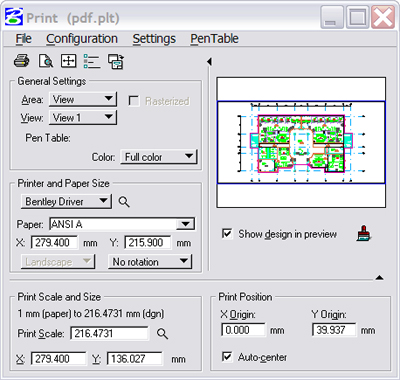 Print (pdf.plt)
File Configuration Settings PenTable
General Settings
Area: View Rasterized
View: View 1
Pen Table:
Color: Full color
Printer and Paper Size
Bentley Driver
Paper: ANSI A
X: 279.400 mm Y: 215.900 mm
Landscape No rotation
Show design in preview
Print Scale and Size
1 mm (paper) to 216.4731 mm (dgn)
Print Scale: 216.4731
X: 279.400 Y: 136.027 mm
Print Position
X Origin: Y Origin:
0.000 mm 39.937 mm
Auto-center